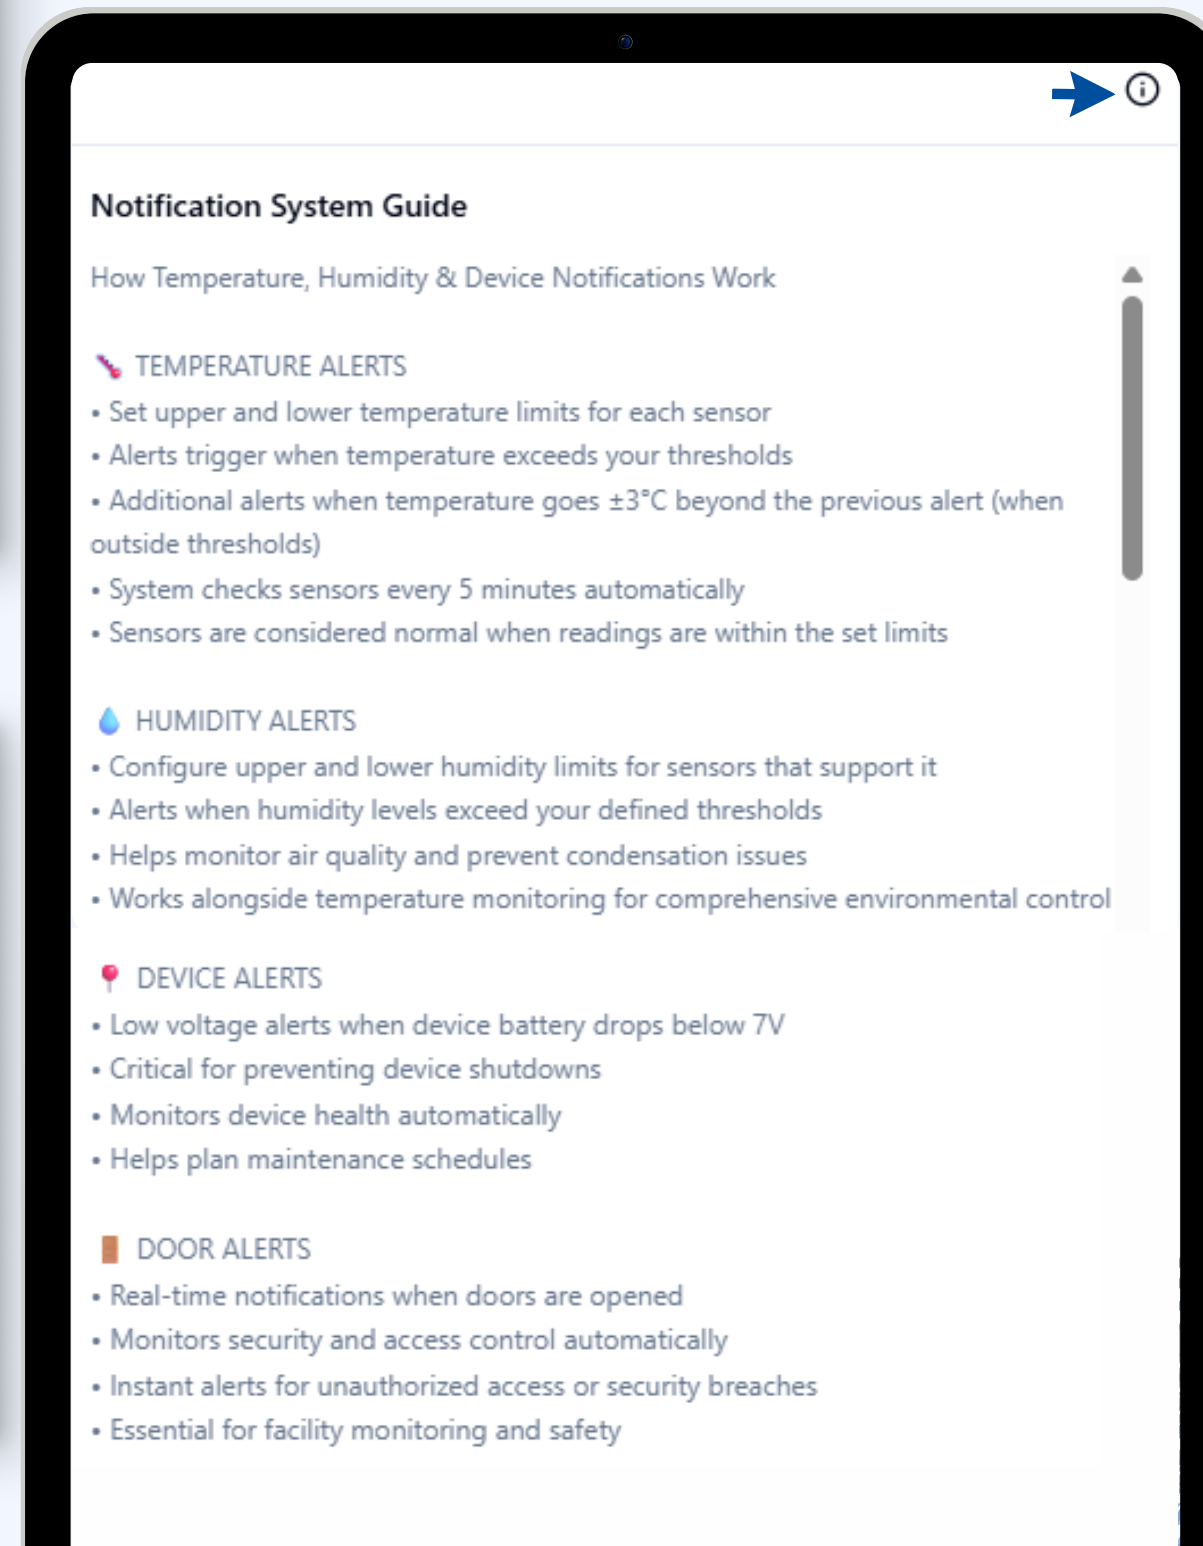 Notification System Guide
How Temperature, Humidity & Device Notifications Work
TEMPERATURE ALERTS
• Set upper and lower temperature limits for each sensor
• Alerts trigger when temperature exceeds your thresholds
• Additional alerts when temperature goes ±3°C beyond the previous alert (when
outside thresholds)
• System checks sensors every 5 minutes automatically
• Sensors are considered normal when readings are within the set limits
HUMIDITY ALERTS
• Configure upper and lower humidity limits for sensors that support it
• Alerts when humidity levels exceed your defined thresholds
• Helps monitor air quality and prevent condensation issues
• Works alongside temperature monitoring for comprehensive environmental control
DEVICE ALERTS
• Low voltage alerts when device battery drops below 7V
• Critical for preventing device shutdowns
• Monitors device health automatically
• Helps plan maintenance schedules
DOOR ALERTS
• Real-time notifications when doors are opened
• Monitors security and access control automatically
• Instant alerts for unauthorized access or security breaches
• Essential for facility monitoring and safety